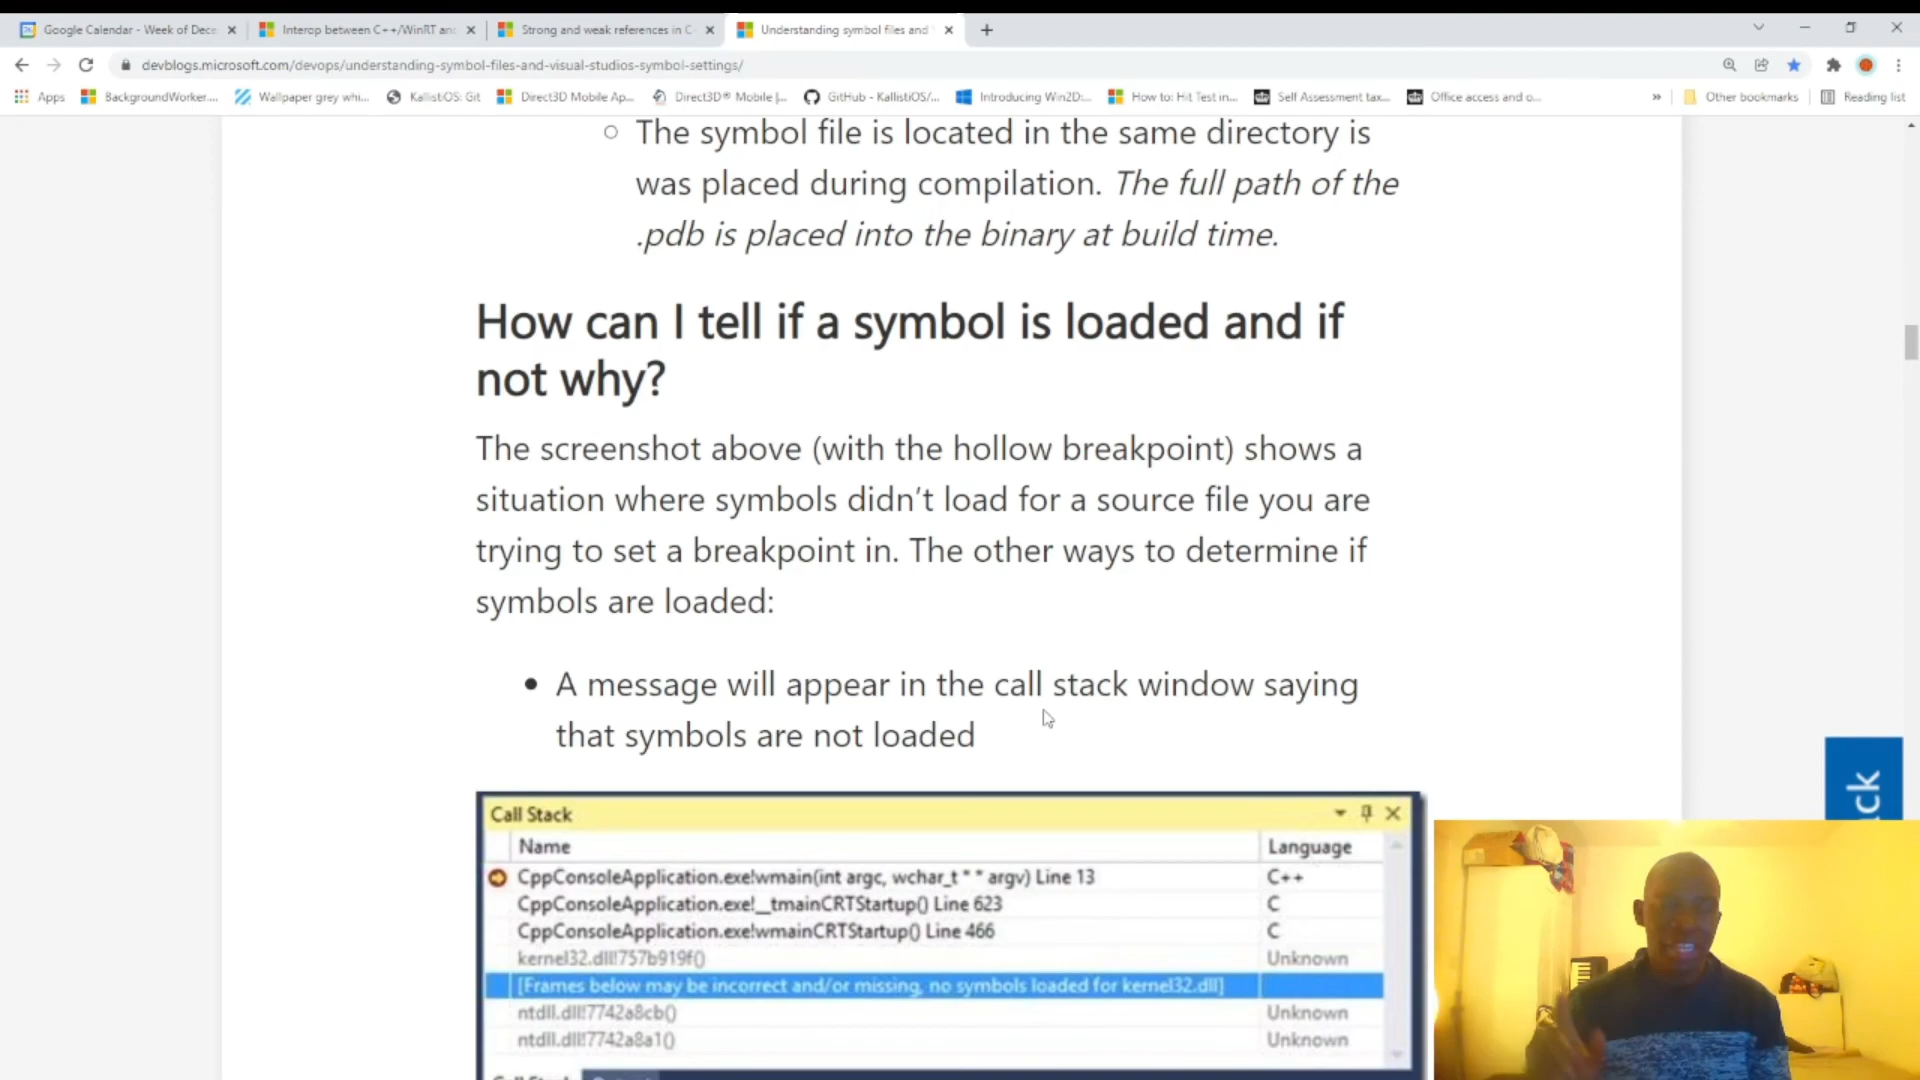 Google Calendar - Week of Dece
Interop between C++/WinRT and
Strong and weak references in C
Understanding symbol files and
devblogs.microsoft.com/devops/understanding-symbol-files-and-visual-studios-symbol-settings/
Apps
BackgroundWorker....
Wallpaper grey whi...
KallistiOS: Git
Direct3D Mobile Ap...
Direct3D® Mobile |...
GitHub - KallistiOS/...
Introducing Win2D:...
How to: Hit Test in...
Self Assessment tax...
Office access and o...
»
Other bookmarks
Reading list
The symbol file is located in the same directory is
was placed during compilation. The full path of the
.pdb is placed into the binary at build time.
How can I tell if a symbol is loaded and if
not why?
The screenshot above (with the hollow breakpoint) shows a
situation where symbols didn't load for a source file you are
trying to set a breakpoint in. The other ways to determine if
symbols are loaded:
A message will appear in the call stack window saying
that symbols are not loaded
ck
Call Stack
Name Language
CppConsoleApplication.exe!wmain(int argc, wchar_t * * argv) Line 13 C++
CppConsoleApplication.exe!__tmainCRTStartup() Line 623 C
CppConsoleApplication.exe!wmainCRTStartup() Line 466 C
kernel32.dll!757b919f() Unknown
[Frames below may be incorrect and/or missing, no symbols loaded for kernel32.dll]
ntdll.dll!7742a8cb() Unknown
ntdll.dll!7742a8a1() Unknown